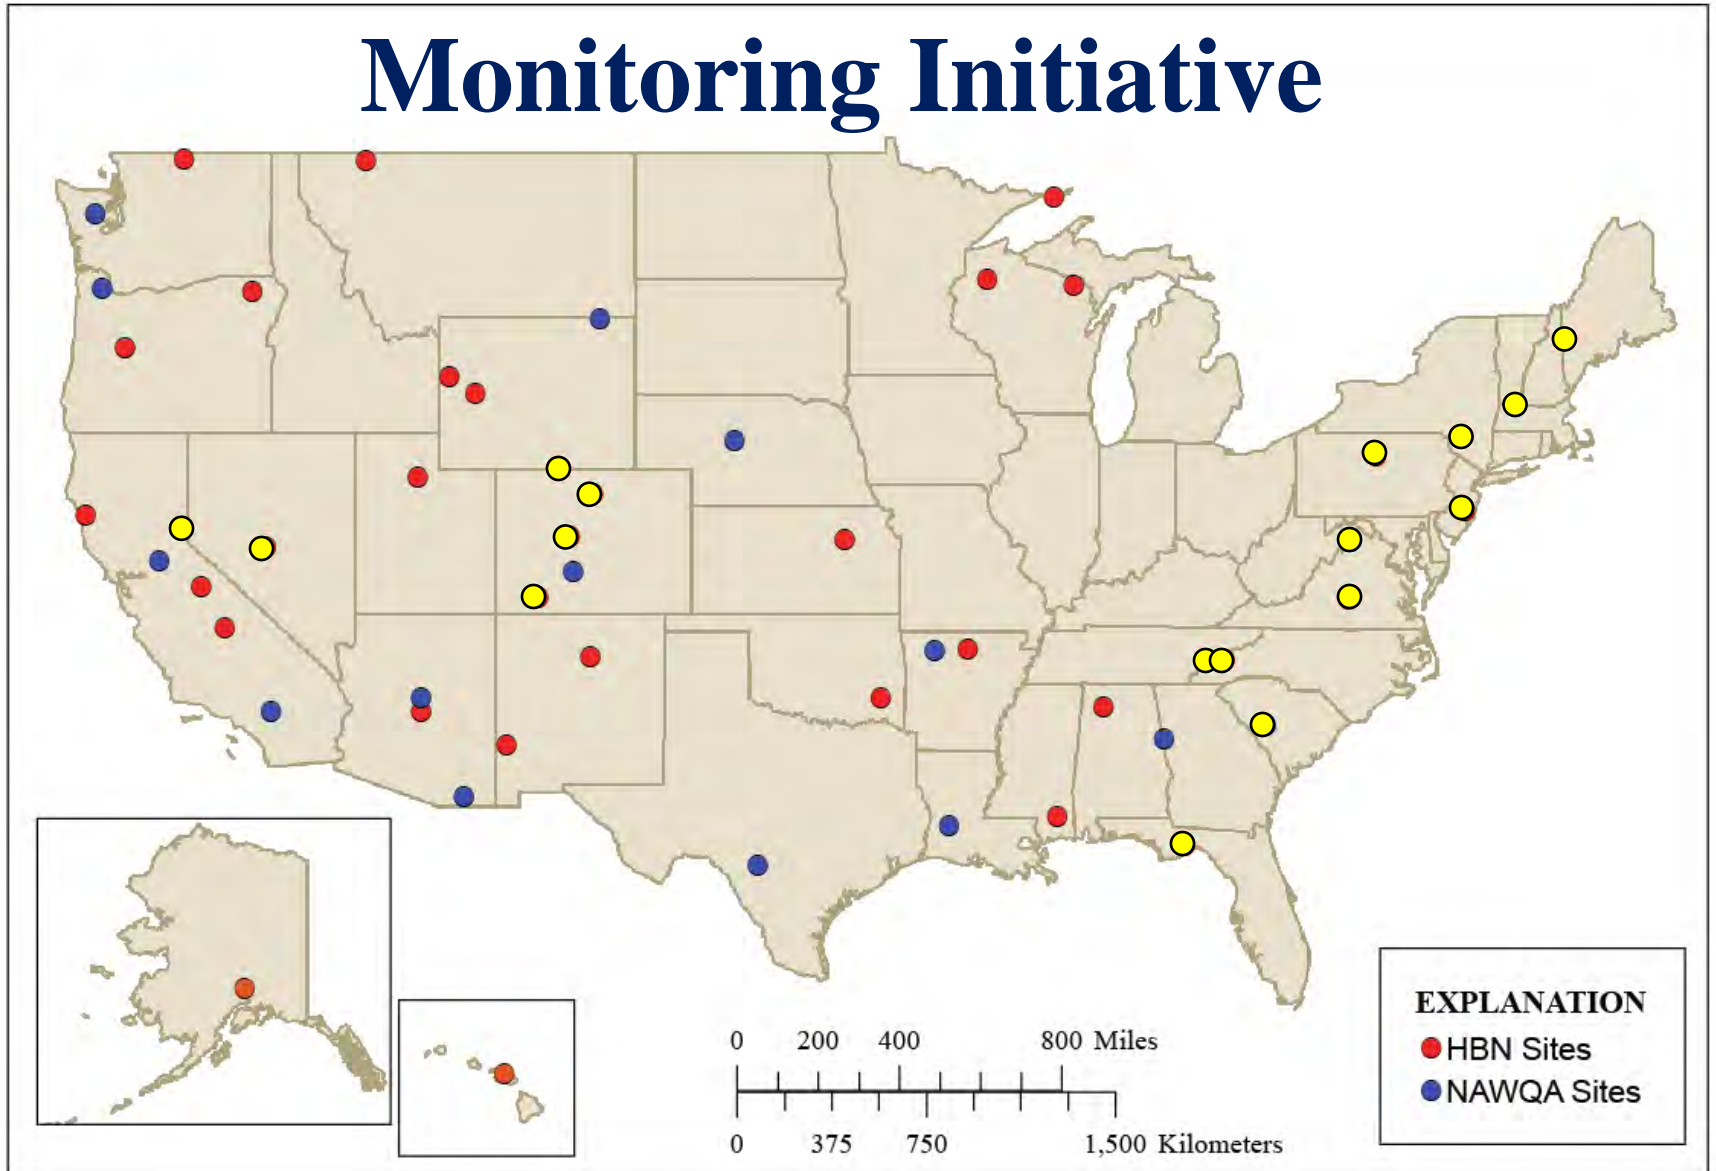 Monitoring Initiative
0 200 400 800 Miles
0 375 750 1,500 Kilometers
EXPLANATION
HBN Sites
NAWQA Sites